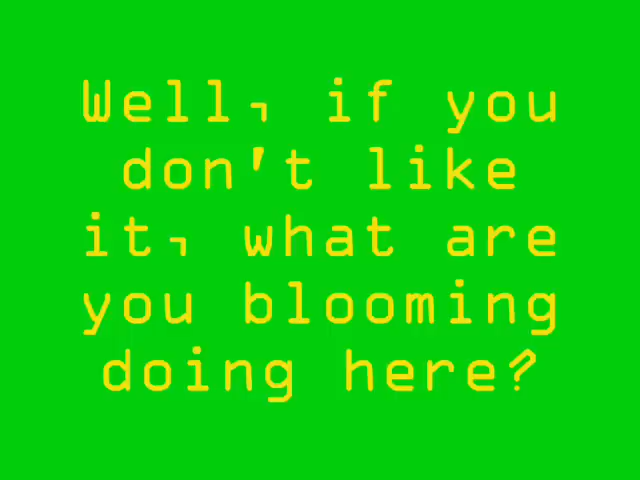 Well, if you
don't like
it, what are
you blooming
doing here?